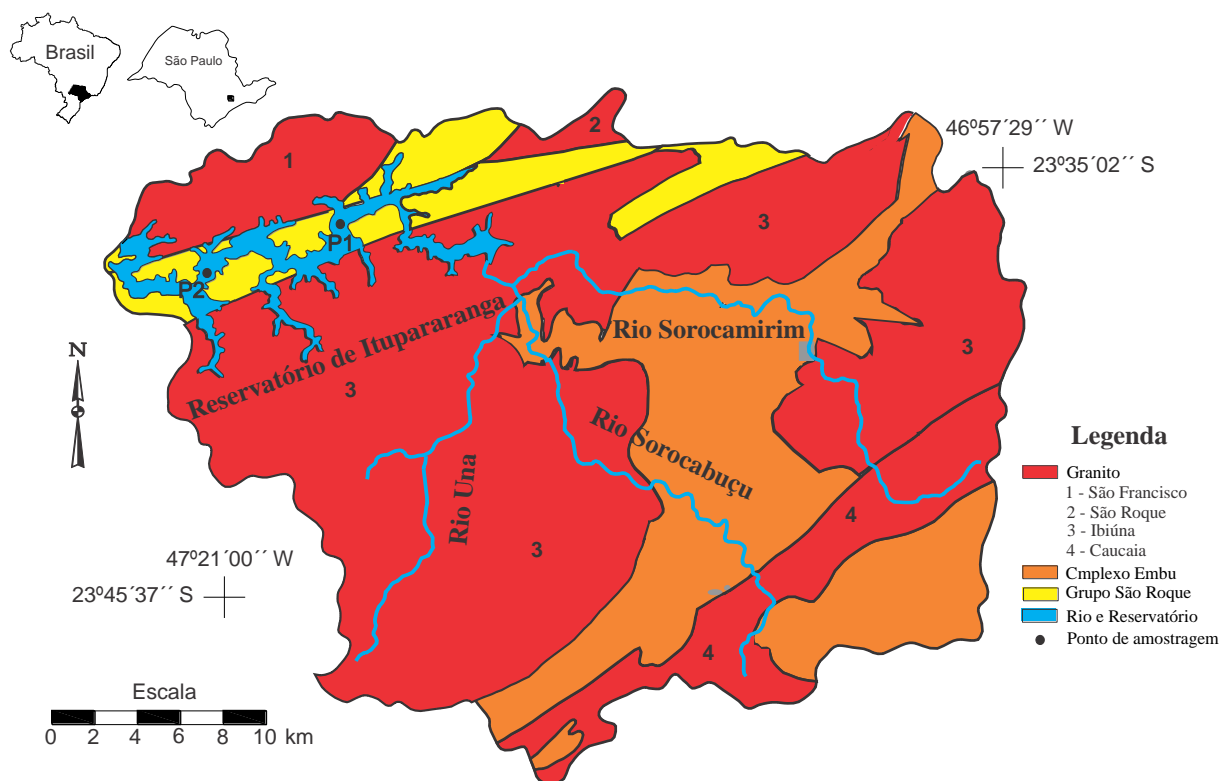 Brasil
São Paulo
46º57´29´´ W
23º35´02´´ S
2
1
3
P1
P2
Reservatório de Itupararanga
Rio Sorocamirim
3
3
N
Rio Sorocabuçu
Rio Una
4
3
47º21´00´´ W
23º45´37´´ S
4
Legenda
Granito
1 - São Francisco
2 - São Roque
3 - Ibiúna
4 - Caucaia
Cmplexo Embu
Grupo São Roque
Rio e Reservatório
Ponto de amostragem
Escala
0 2 4 6 8 10 km